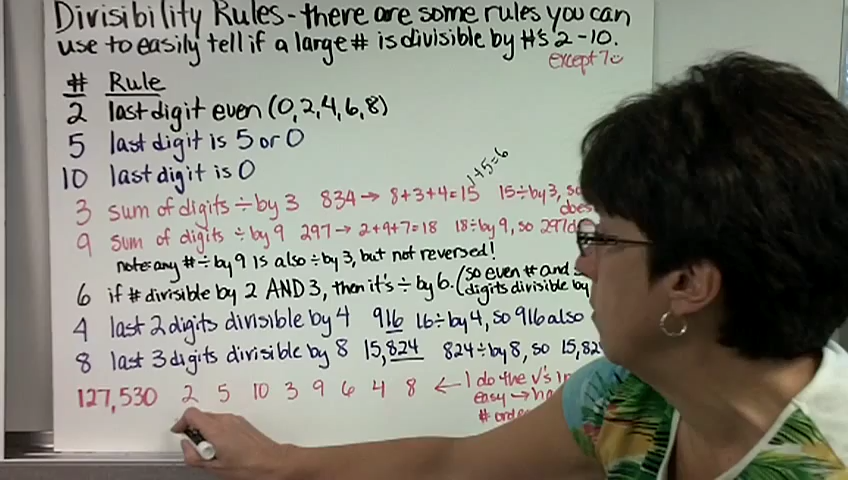 Divisibility Rules - there are some rules you can
use to easily tell if a large # is divisible by #'s 2-10.
except 7
# Rule
2 last digit even (0,2,4,6,8)
5 last digit is 5 or 0
10 last digit is 0
1+5=6
3 sum of digits ÷ by 3 834 → 8+3+4=15 15÷by 3, so
does
9 sum of digits ÷ by 9 297 → 2+9+7=18 18÷by 9, so 297
note: any # ÷ by 9 is also ÷ by 3, but not reversed!
6 if # divisible by 2 AND 3, then it's ÷ by 6. (so even # and
digits divisible by
4 last 2 digits divisible by 4 916 16÷by 4, so 916 also
8 last 3 digits divisible by 8 15,824 824÷by 8, so 15,82
127,530 2 5 10 3 9 6 4 8 ← I do the √'s in
easy →
# orde